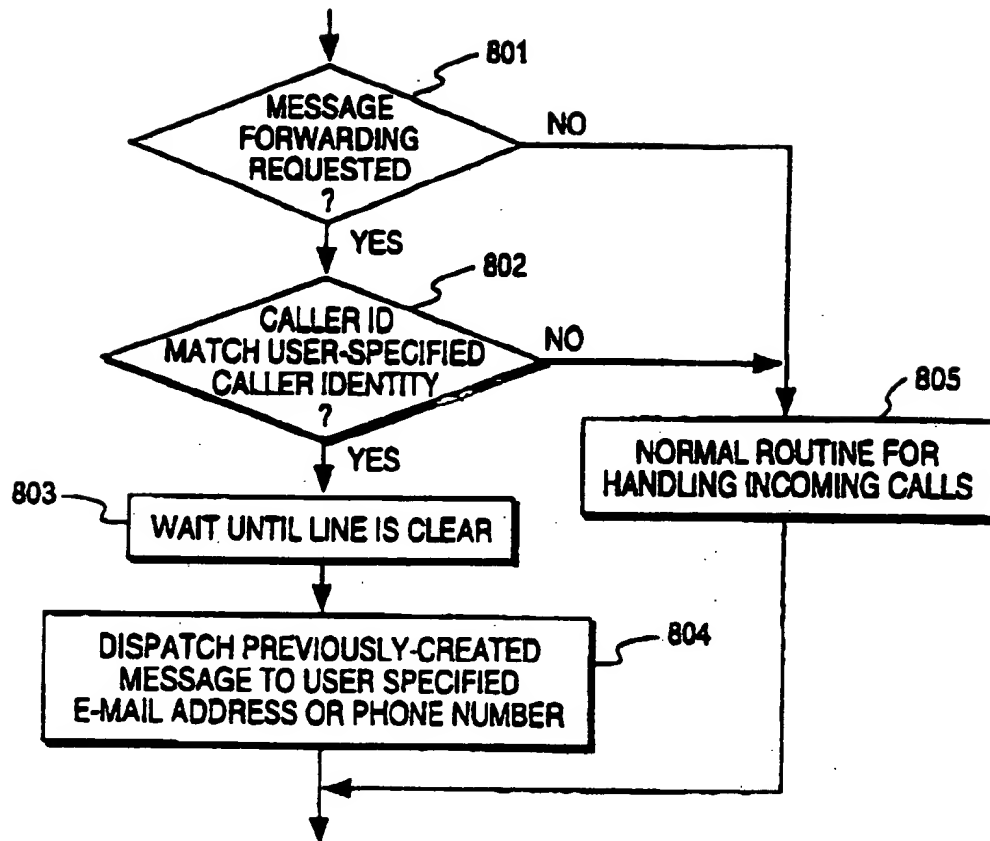 801
MESSAGE
FORWARDING
REQUESTED
?
NO
YES
802
CALLER ID
MATCH USER-SPECIFIED
CALLER IDENTITY
?
NO
YES
805
NORMAL ROUTINE FOR
HANDLING INCOMING CALLS
803
WAIT UNTIL LINE IS CLEAR
804
DISPATCH PREVIOUSLY-CREATED
MESSAGE TO USER SPECIFIED
E-MAIL ADDRESS OR PHONE NUMBER